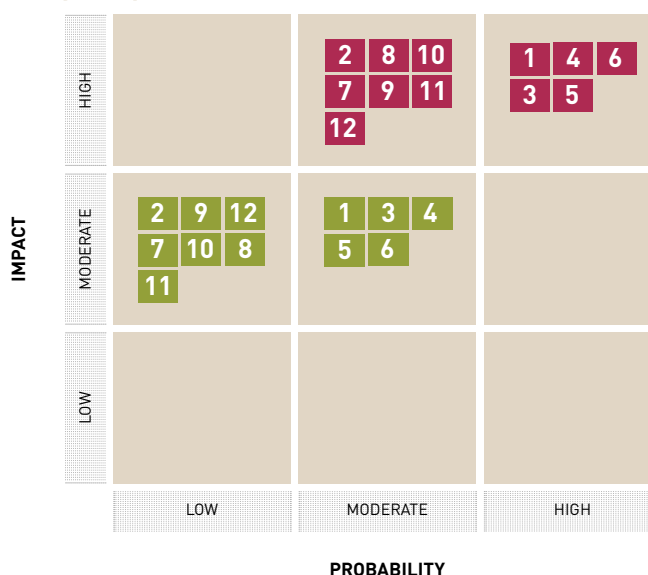 HIGH
2 8 10
7 9 11
12
1 4 6
3 5
IMPACT
MODERATE
2 9 12
7 10 8
11
1 3 4
5 6
LOW
LOW
MODERATE
HIGH
PROBABILITY